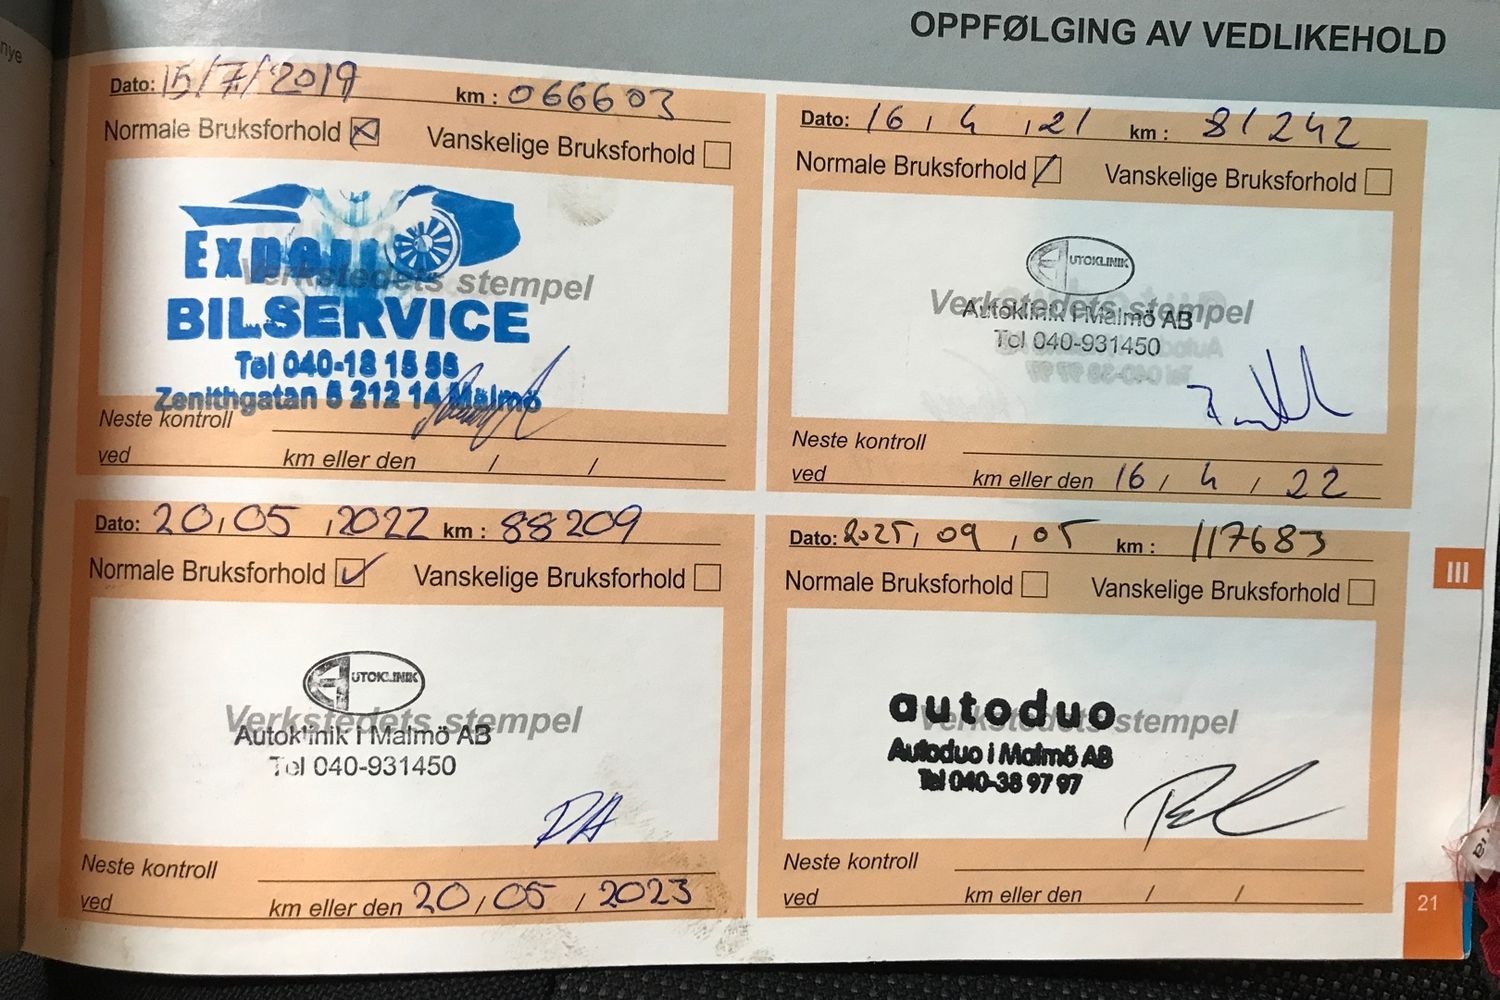 nye
OPPFØLGING AV VEDLIKEHOLD
Dato: 15/7/2019 km : 066603
Normale Bruksforhold Vanskelige Bruksforhold
BILSERVICE
Verkstedets stempel
Tel 040-18 15 55
Zenithgatan 5 212 14 Malmö
Neste kontroll
ved km eller den / /
Dato: 16 / 4 / 21 km : 81242
Normale Bruksforhold Vanskelige Bruksforhold
AUTOKLINIK
Verkstedets stempel
Autoklinik i Malmö AB
Tel 040-931450
Neste kontroll
ved km eller den 16 / 4 / 22
Dato: 20/05/2022 km : 88209
Normale Bruksforhold Vanskelige Bruksforhold
AUTOKLINIK
Verkstedets stempel
Autoklinik i Malmö AB
Tel 040-931450
PA
Neste kontroll
ved km eller den 20/05/2023
Dato: 2025/09/05 km : 117683
Normale Bruksforhold Vanskelige Bruksforhold
autoduo
Verkstedets stempel
Autoduo i Malmö AB
Tel 040-38 97 97
Neste kontroll
ved km eller den / /
III
21